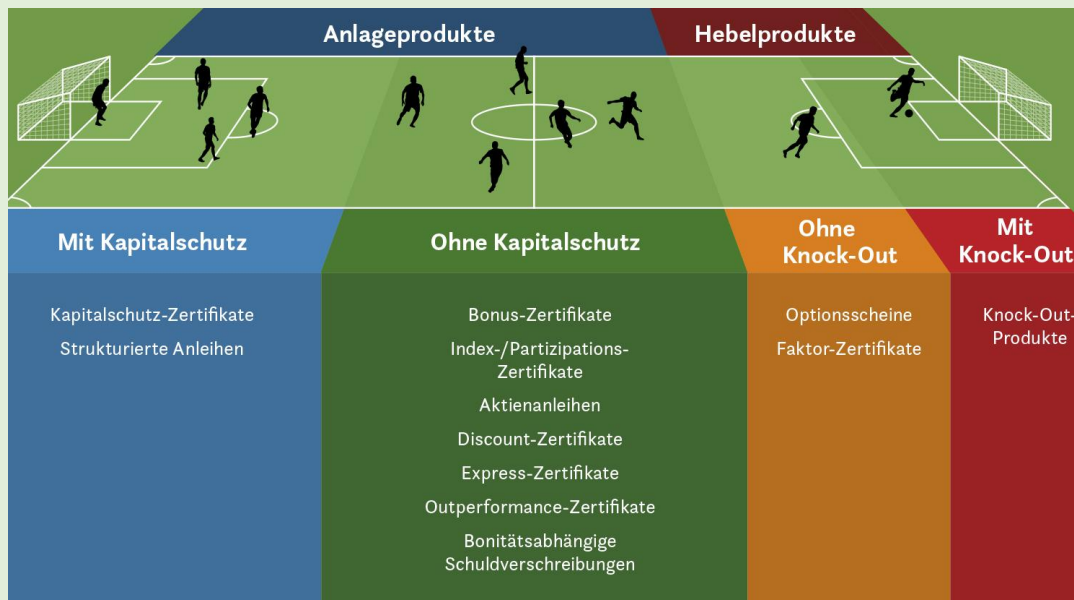 Anlageprodukte
Hebelprodukte
Mit Kapitalschutz
Ohne Kapitalschutz
Ohne
Knock-Out
Mit
Knock-Out
Kapitalschutz-Zertifikate
Strukturierte Anleihen
Bonus-Zertifikate
Index-/Partizipations-
Zertifikate
Aktienanleihen
Discount-Zertifikate
Express-Zertifikate
Outperformance-Zertifikate
Bonitätsabhängige
Schuldverschreibungen
Optionsscheine
Faktor-Zertifikate
Knock-Out-
Produkte